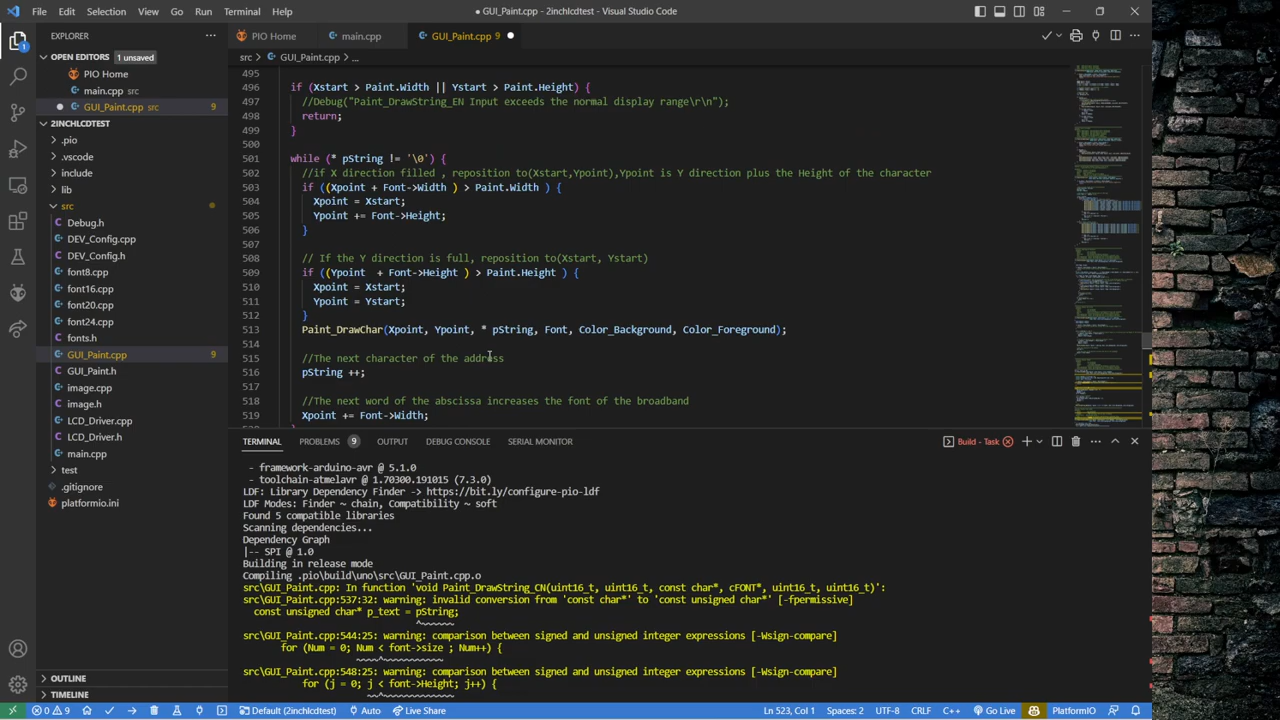 File Edit Selection View Go Run Terminal Help
● GUI_Paint.cpp - 2inchlcdtest - Visual Studio Code
EXPLORER
PIO Home
main.cpp
GUI_Paint.cpp 9
OPEN EDITORS 1 unsaved
PIO Home
main.cpp src
GUI_Paint.cpp src 9
2INCHLCDTEST
.pio
.vscode
include
lib
src
Debug.h
DEV_Config.cpp
DEV_Config.h
font8.cpp
font16.cpp
font20.cpp
font24.cpp
fonts.h
GUI_Paint.cpp 9
GUI_Paint.h
image.cpp
image.h
LCD_Driver.cpp
LCD_Driver.h
main.cpp
test
.gitignore
platformio.ini
OUTLINE
TIMELINE
src > GUI_Paint.cpp > ...
495
496 if (Xstart > Paint.Width || Ystart > Paint.Height) {
497 //Debug("Paint_DrawString_EN Input exceeds the normal display range\r\n");
498 return;
499 }
500
501 while (* pString != '\0') {
502 //if X direction filled , reposition to(Xstart,Ypoint),Ypoint is Y direction plus the Height of the character
503 if ((Xpoint + Font->Width ) > Paint.Width ) {
504 Xpoint = Xstart;
505 Ypoint += Font->Height;
506 }
507
508 // If the Y direction is full, reposition to(Xstart, Ystart)
509 if ((Ypoint  + Font->Height ) > Paint.Height ) {
510 Xpoint = Xstart;
511 Ypoint = Ystart;
512 }
513 Paint_DrawChar(Xpoint, Ypoint, * pString, Font, Color_Background, Color_Foreground);
514
515 //The next character of the address
516 pString ++;
517
518 //The next word of the abscissa increases the font of the broadband
519 Xpoint += Font->Width;
TERMINAL PROBLEMS 9 OUTPUT DEBUG CONSOLE SERIAL MONITOR
Build - Task
- framework-arduino-avr @ 5.1.0
- toolchain-atmelavr @ 1.70300.191015 (7.3.0)
LDF: Library Dependency Finder -> https://bit.ly/configure-pio-ldf
LDF Modes: Finder ~ chain, Compatibility ~ soft
Found 5 compatible libraries
Scanning dependencies...
Dependency Graph
|-- SPI @ 1.0
Building in release mode
Compiling .pio\build\uno\src\GUI_Paint.cpp.o
src\GUI_Paint.cpp: In function 'void Paint_DrawString_CN(uint16_t, uint16_t, const char*, cFONT*, uint16_t, uint16_t)':
src\GUI_Paint.cpp:537:32: warning: invalid conversion from 'const char*' to 'const unsigned char*' [-fpermissive]
const unsigned char* p_text = pString;
^~~~~~~
src\GUI_Paint.cpp:544:25: warning: comparison between signed and unsigned integer expressions [-Wsign-compare]
for (Num = 0; Num < font->size ; Num++) {
~~~~^~~~~~~~~~~~
src\GUI_Paint.cpp:548:25: warning: comparison between signed and unsigned integer expressions [-Wsign-compare]
for (j = 0; j < font->Height; j++) {
~~^~~~~~~~~~~~~~
0 9
Default (2inchlcdtest)
Auto
Live Share
Ln 523, Col 1
Spaces: 2
UTF-8
CRLF
C++
Go Live
PlatformIO